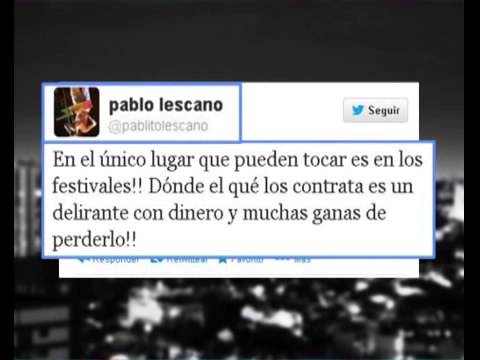 pablo lescano
@pablitolescano
Seguir
En el único lugar que pueden tocar es en los
festivales!! Dónde el qué los contrata es un
delirante con dinero y muchas ganas de
perderlo!!
Responder Retwittear Favorito Más